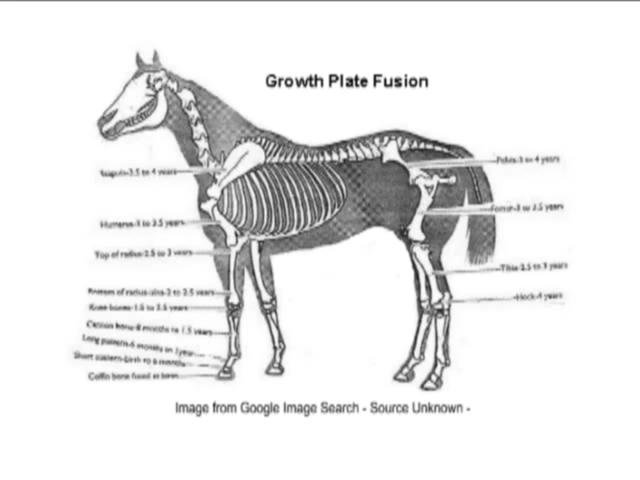 Growth Plate Fusion
Scapula-3.5 to 4 years
Pelvis-3 to 4 years
Humerus-3 to 3.5 years
Femur-3 to 3.5 years
Top of radius-2.5 to 3 years
Tibia-2.5 to 3 years
Hock-4 years
Bottom of radius 2 to 2.5 years
Knee bones-1.5 to 2.5 years
Cannon bone-8 months to 1.5 years
Long pastern-6 months to 1 year
Short pastern-birth to 6 months
Coffin bone fused at birth
Image from Google Image Search - Source Unknown -